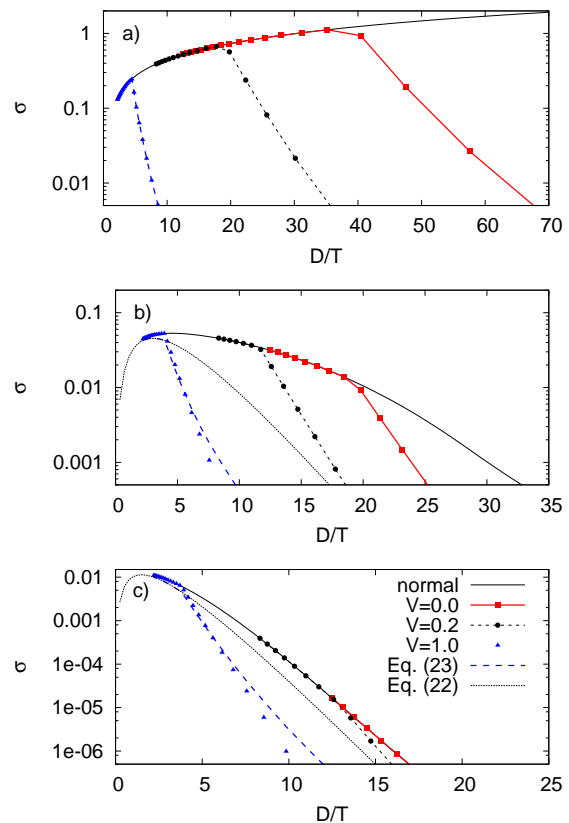 a)
1
0.1
0.01
σ
0 10 20 30 40 50 60 70
D/T
b)
0.1
0.01
0.001
σ
0 5 10 15 20 25 30 35
D/T
c)
0.01
0.001
1e-04
1e-05
1e-06
σ
normal
V=0.0
V=0.2
V=1.0
Eq. (23)
Eq. (22)
0 5 10 15 20 25
D/T